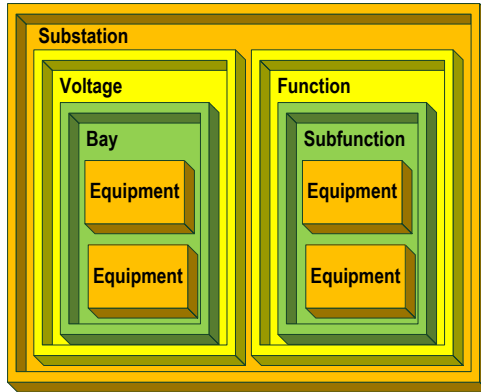 Substation
Voltage
Function
Bay
Subfunction
Equipment
Equipment
Equipment
Equipment